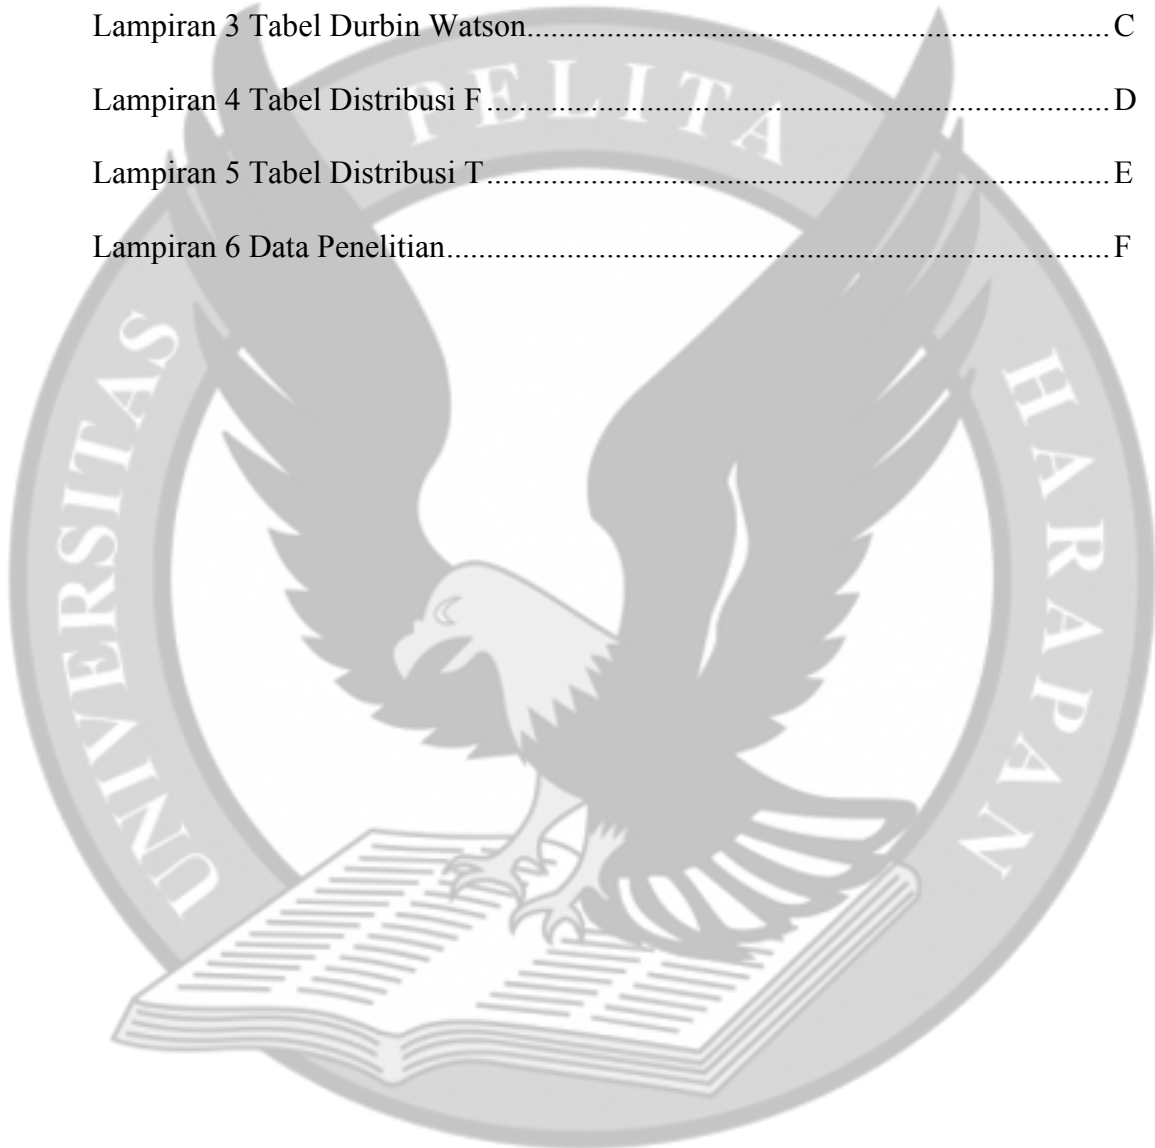 Lampiran 3 Tabel Durbin Watson.......................................................................... C
Lampiran 4 Tabel Distribusi F ............................................................................... D
Lampiran 5 Tabel Distribusi T ............................................................................... E
Lampiran 6 Data Penelitian.................................................................................... F
UNIVERSITAS PELITA HARAPAN